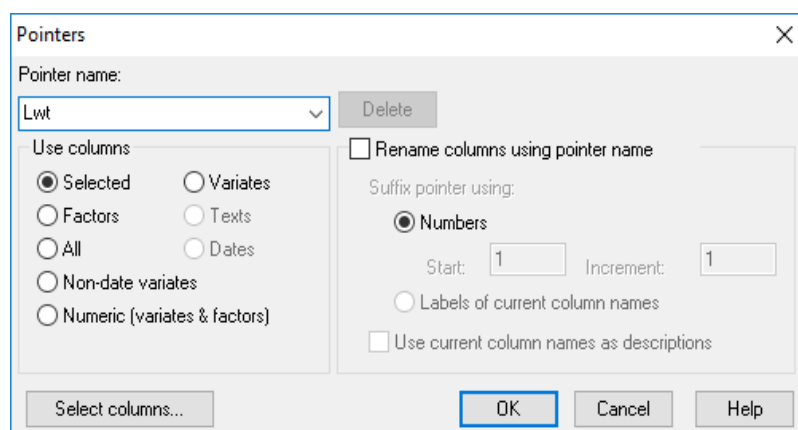 Pointers
Pointer name:
Lwt
Delete
Use columns
Selected
Variates
Factors
Texts
All
Dates
Non-date variates
Numeric (variates & factors)
Rename columns using pointer name
Suffix pointer using:
Numbers
Start: 1 Increment: 1
Labels of current column names
Use current column names as descriptions
Select columns...
OK
Cancel
Help